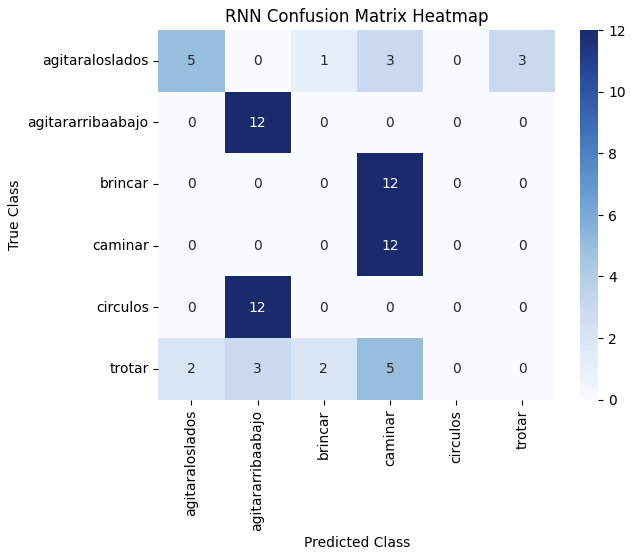 RNN Confusion Matrix Heatmap
True Class
agitaraloslados 5 0 1 3 0 3
agitararribaabajo 0 12 0 0 0 0
brincar 0 0 0 12 0 0
caminar 0 0 0 12 0 0
circulos 0 12 0 0 0 0
trotar 2 3 2 5 0 0
agitaraloslados
agitararribaabajo
brincar
caminar
circulos
trotar
Predicted Class
12
10
8
6
4
2
0